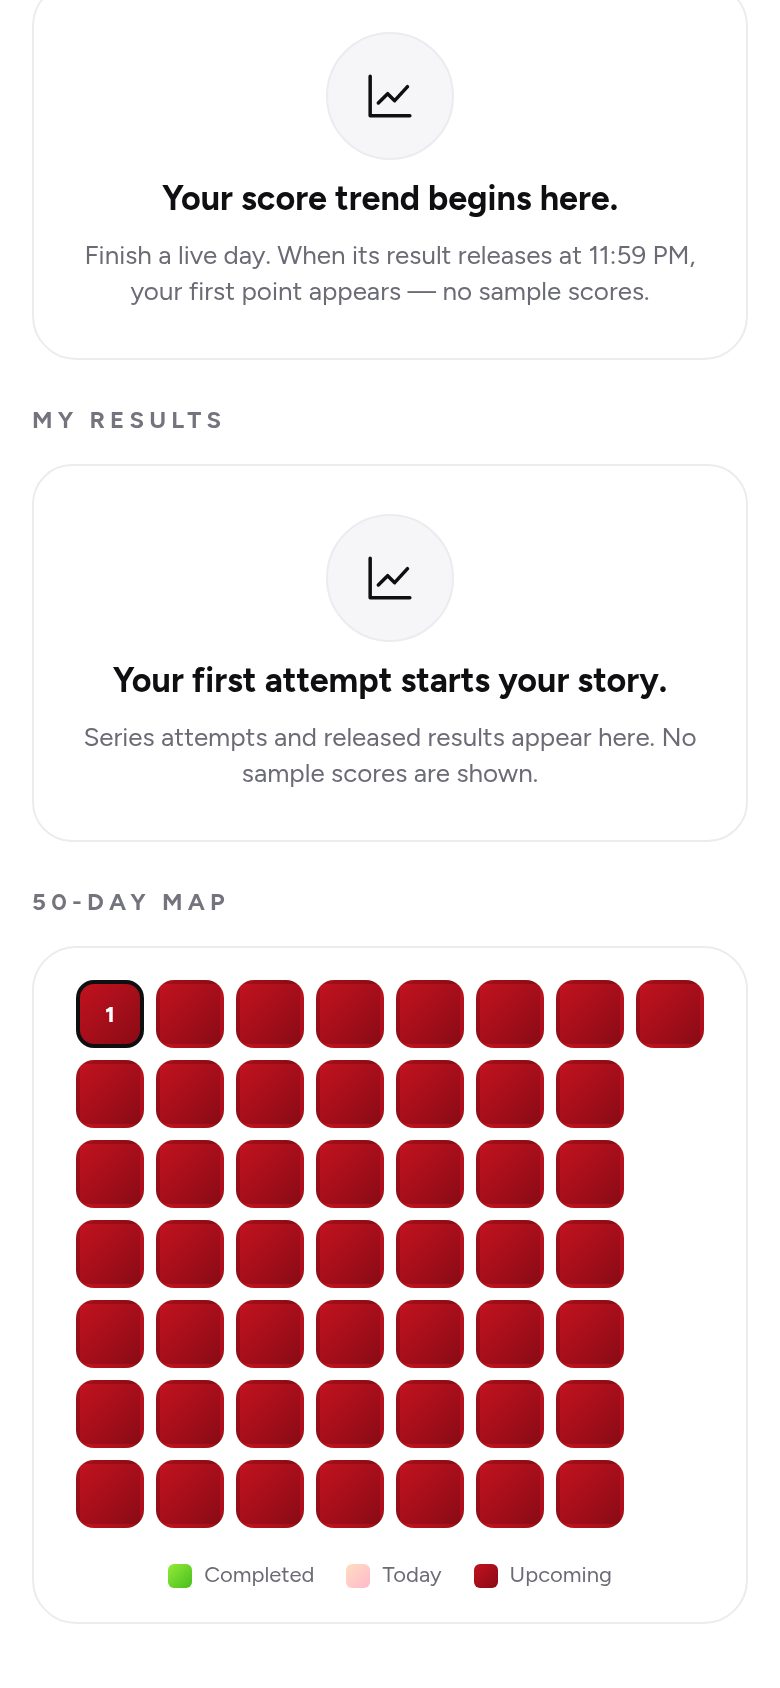 Your score trend begins here.
Finish a live day. When its result releases at 11:59 PM,
your first point appears — no sample scores.
MY RESULTS
Your first attempt starts your story.
Series attempts and released results appear here. No
sample scores are shown.
50-DAY MAP
1
Completed Today Upcoming